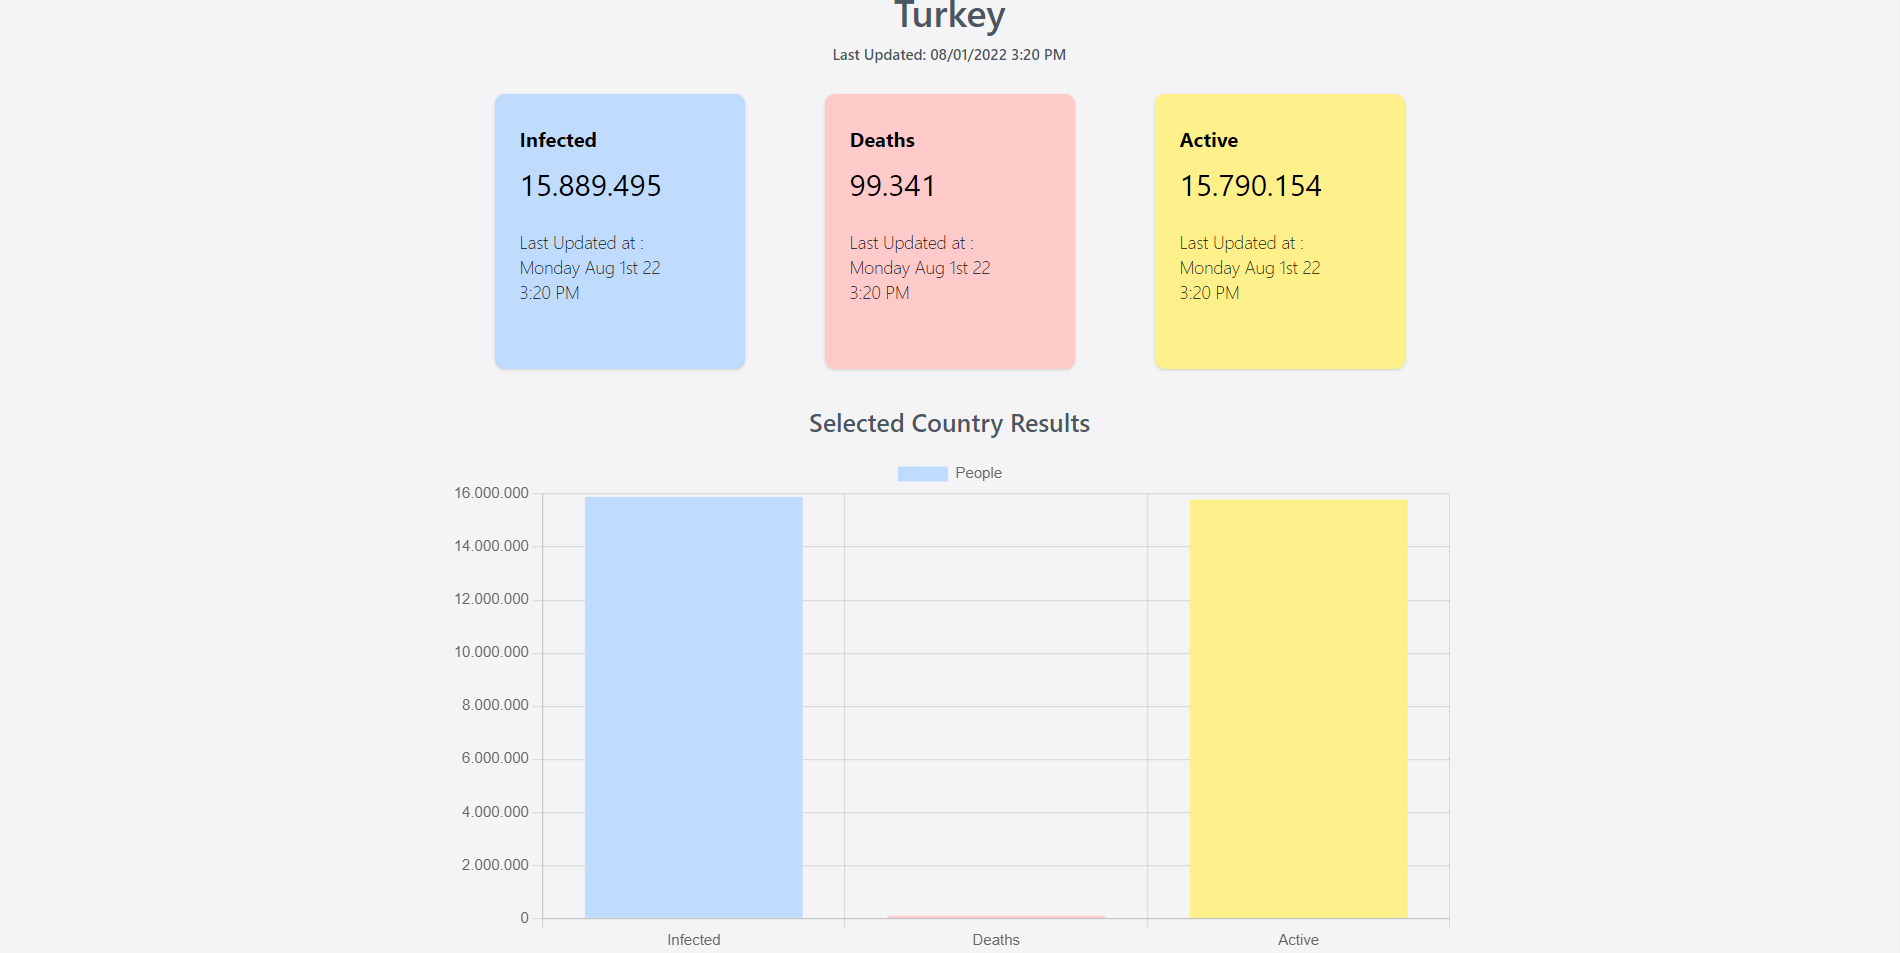 Turkey
Last Updated: 08/01/2022 3:20 PM
Infected
15.889.495
Last Updated at :
Monday Aug 1st 22
3:20 PM
Deaths
99.341
Last Updated at :
Monday Aug 1st 22
3:20 PM
Active
15.790.154
Last Updated at :
Monday Aug 1st 22
3:20 PM
Selected Country Results
People
16.000.000
14.000.000
12.000.000
10.000.000
8.000.000
6.000.000
4.000.000
2.000.000
0
Infected
Deaths
Active